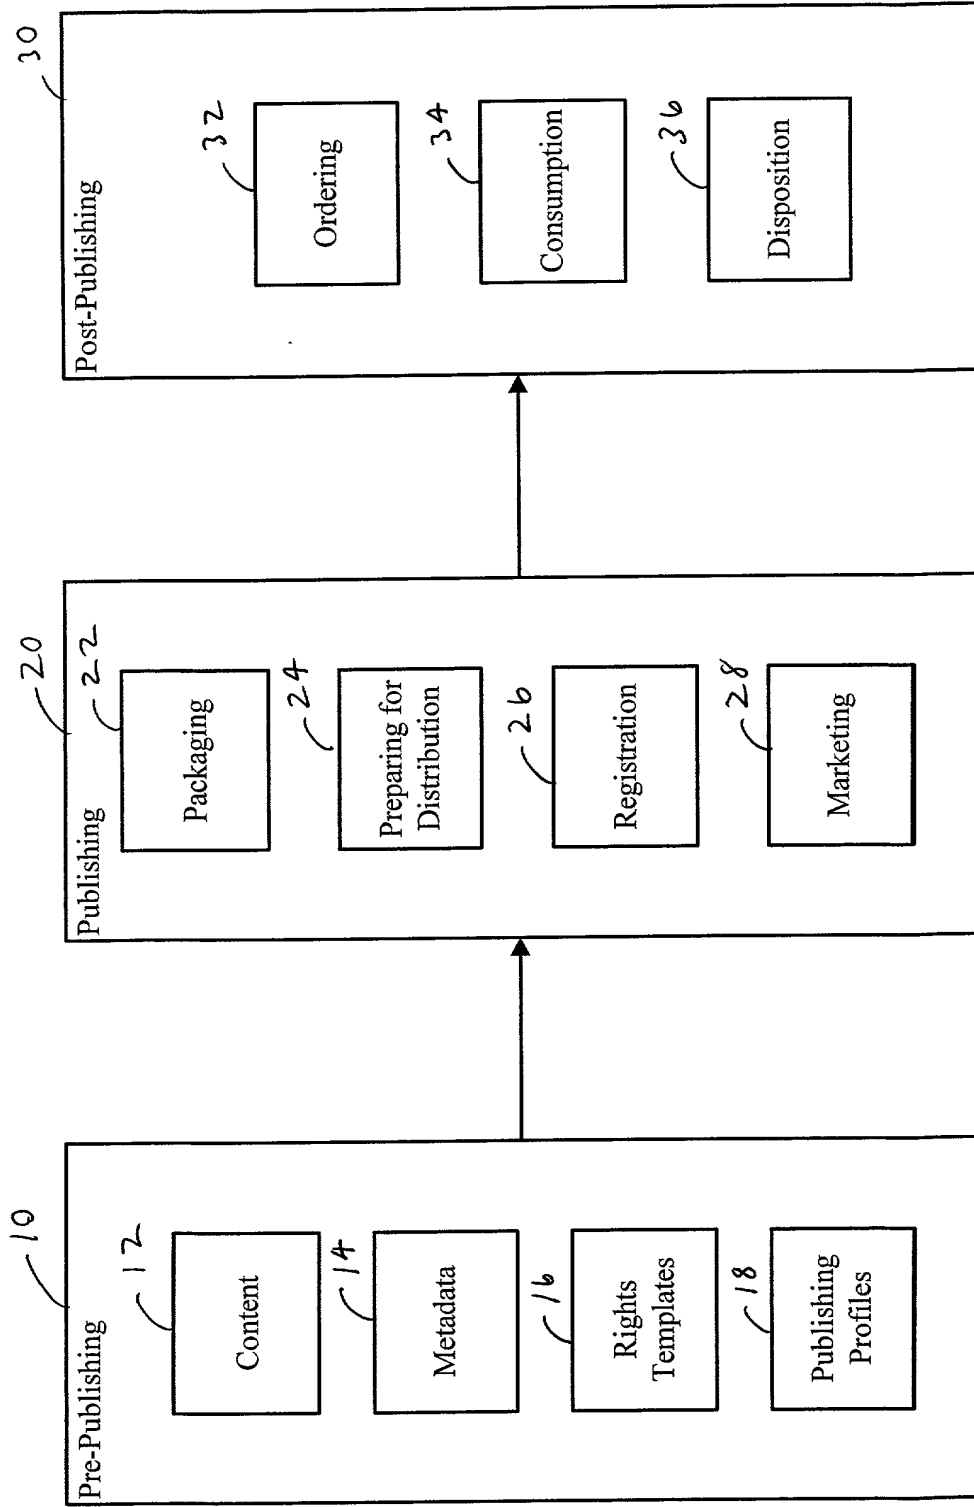 10
Pre-Publishing
12
Content
14
Metadata
16
Rights
Templates
18
Publishing
Profiles
20
Publishing
22
Packaging
24
Preparing for
Distribution
26
Registration
28
Marketing
30
Post-Publishing
32
Ordering
34
Consumption
36
Disposition